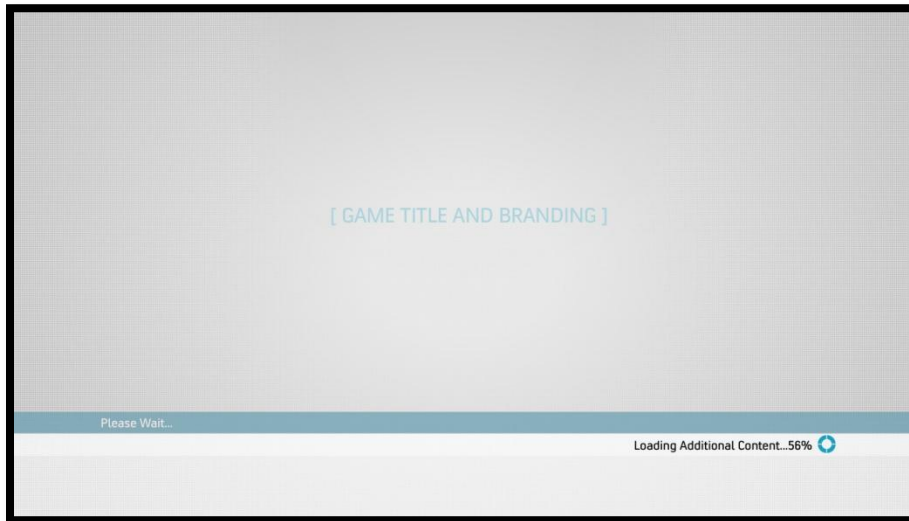 [ GAME TITLE AND BRANDING ]
Please Wait...
Loading Additional Content...56%